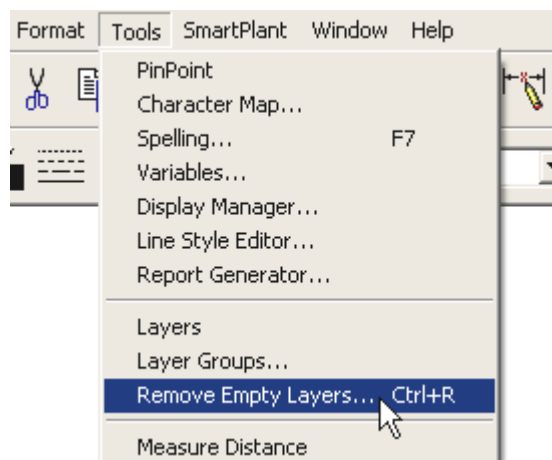 Format Tools SmartPlant Window Help
PinPoint
Character Map...
Spelling... F7
Variables...
Display Manager...
Line Style Editor...
Report Generator...
Layers
Layer Groups...
Remove Empty Layers... Ctrl+R
Measure Distance